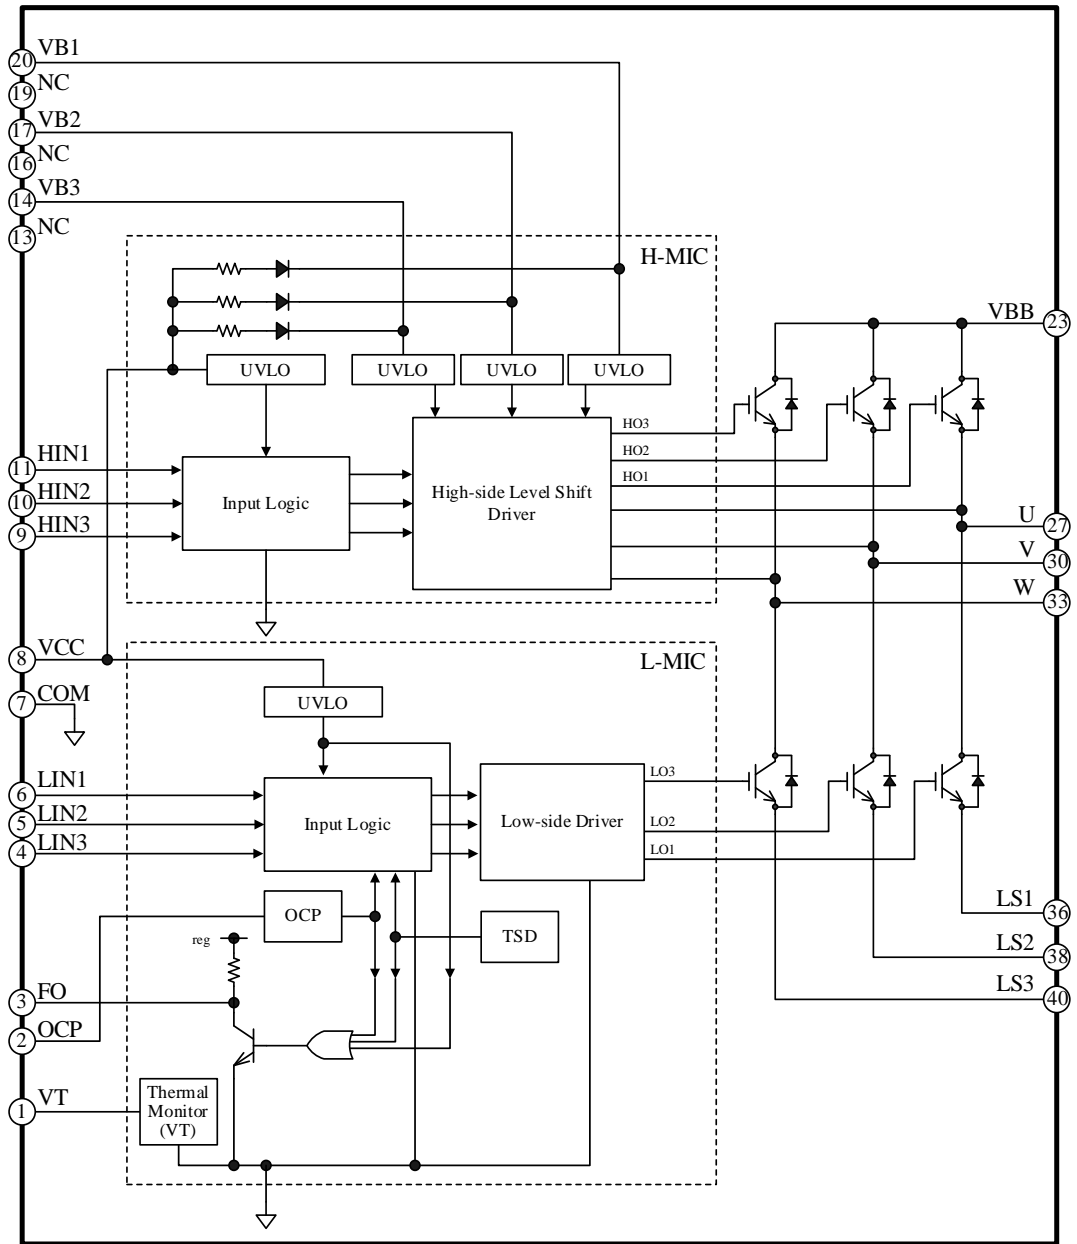 20 VB1
19 NC
17 VB2
16 NC
14 VB3
13 NC
H-MIC
VBB 23
UVLO
UVLO
UVLO
UVLO
HO3
HO2
HO1
11 HIN1
10 HIN2
9 HIN3
Input Logic
High-side Level Shift
Driver
U 27
V 30
W 33
8 VCC
7 COM
L-MIC
UVLO
6 LIN1
5 LIN2
4 LIN3
Input Logic
Low-side Driver
LO3
LO2
LO1
OCP
TSD
reg
LS1 36
LS2 38
LS3 40
3 FO
2 OCP
1 VT
Thermal
Monitor
(VT)